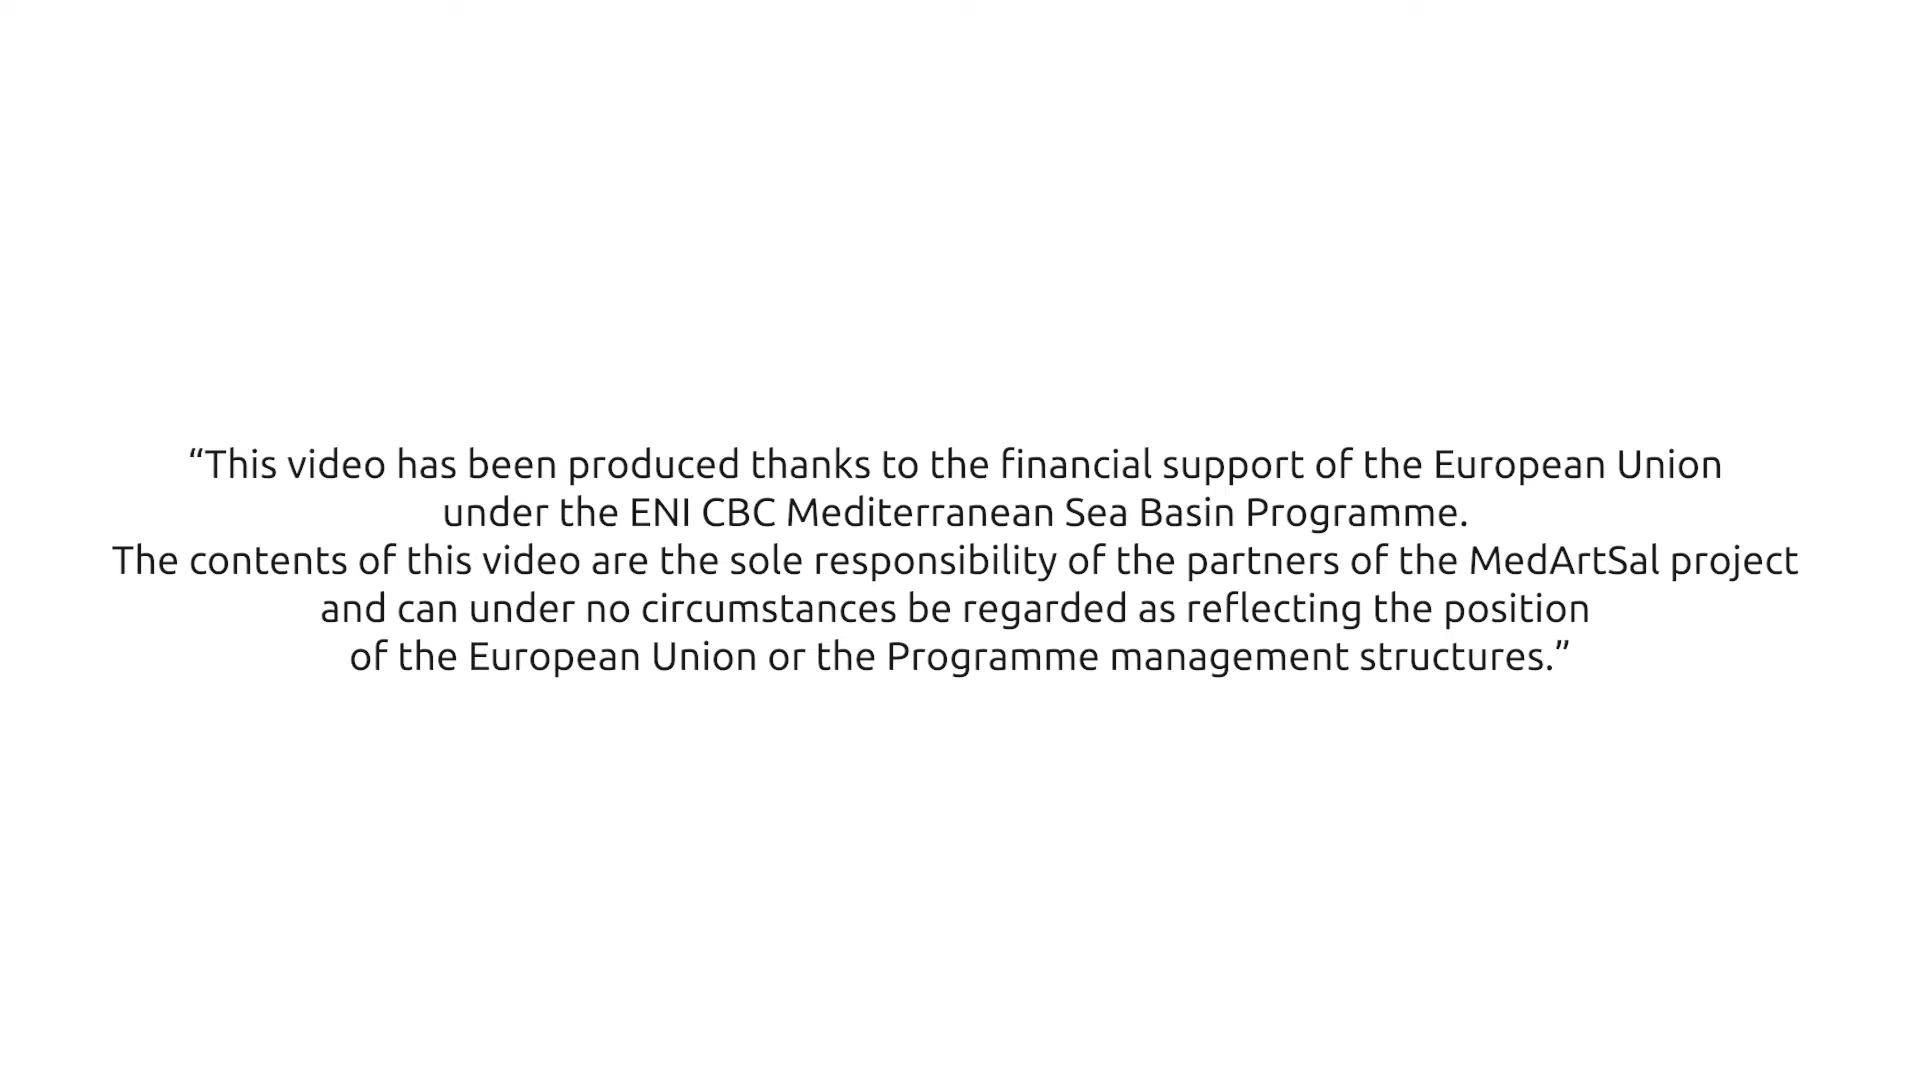 “This video has been produced thanks to the financial support of the European Union
under the ENI CBC Mediterranean Sea Basin Programme.
The contents of this video are the sole responsibility of the partners of the MedArtSal project
and can under no circumstances be regarded as reflecting the position
of the European Union or the Programme management structures.”